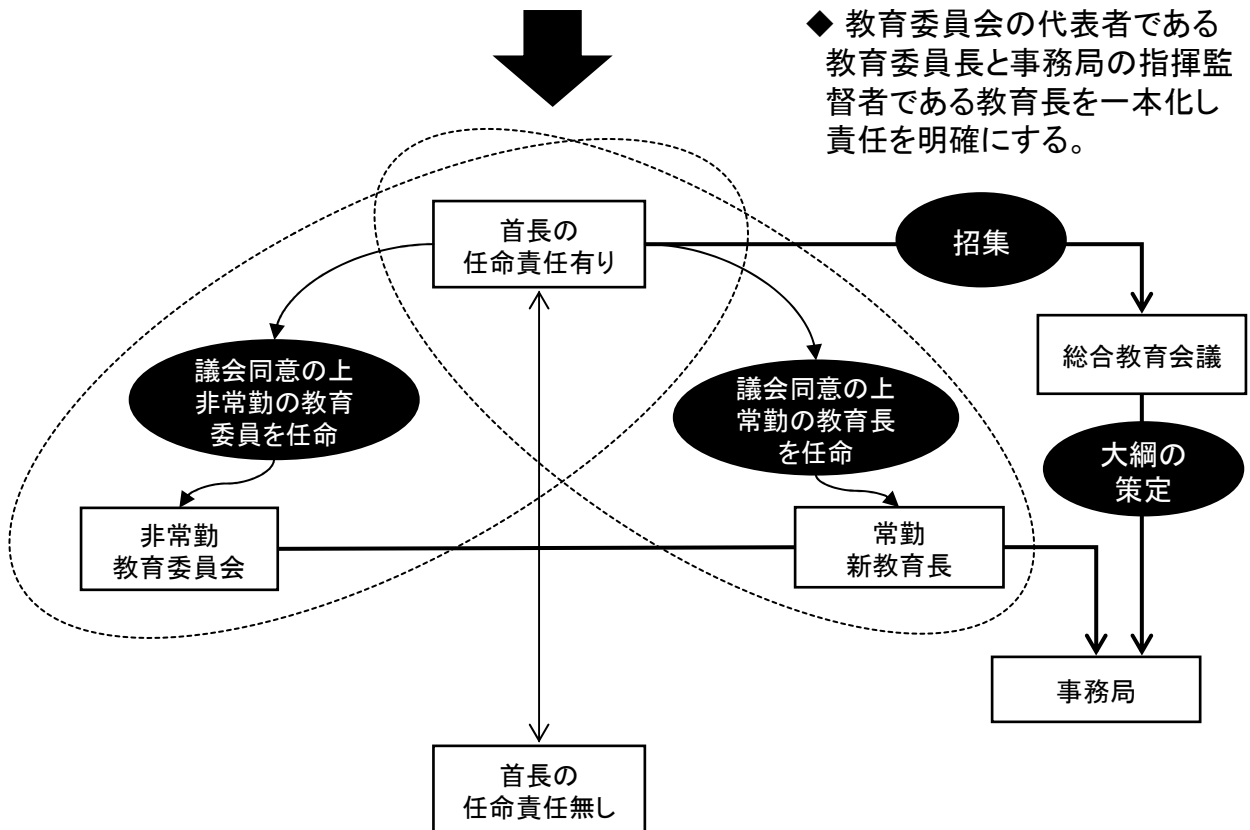 ◆ 教育委員会の代表者である
教育委員長と事務局の指揮監
督者である教育長を一本化し
責任を明確にする。
首長の
任命責任有り
招集
総合教育会議
議会同意の上
非常勤の教育
委員を任命
議会同意の上
常勤の教育長
を任命
大綱の
策定
非常勤
教育委員会
常勤
新教育長
事務局
首長の
任命責任無し